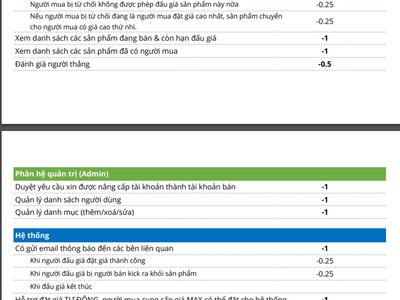 Người mua bị từ chối không được phép đấu giá sản phẩm này nữa -0.25
Nếu người mua bị từ chối đang là người mua đặt giá cao nhất, sản phẩm chuyển -0.25
cho người mua có giá cao thứ nhì.
Xem danh sách các sản phẩm đang bán & còn hạn đấu giá -1
Xem danh sách các sản phẩm đã có người mua -1
Đánh giá người thắng -0.5
Phân hệ quản trị (Admin)
Duyệt yêu cầu xin được nâng cấp tài khoản thành tài khoản bán -1
Quản lý danh sách người dùng -1
Quản lý danh mục (thêm/xoá/sửa) -1
Hệ thống
Có gửi email thông báo đến các bên liên quan -1
Khi người đấu giá đặt giá thành công -0.25
Khi người đấu giá bị người bán kick ra khỏi sản phẩm -0.25
Khi đấu giá kết thúc
Hỗ trợ đặt giá TỰ ĐỘNG, người mua cung cấp giá MAX có thể đặt cho hệ thống -1